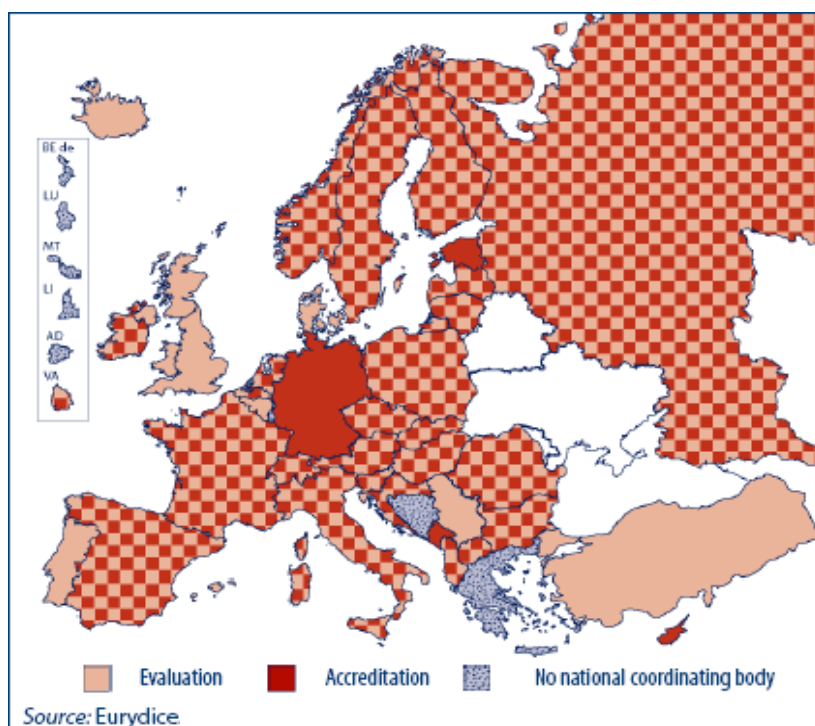 BE de
LU
MT
LI
AD
VA
Evaluation
Accreditation
No national coordinating body
Source: Eurydice